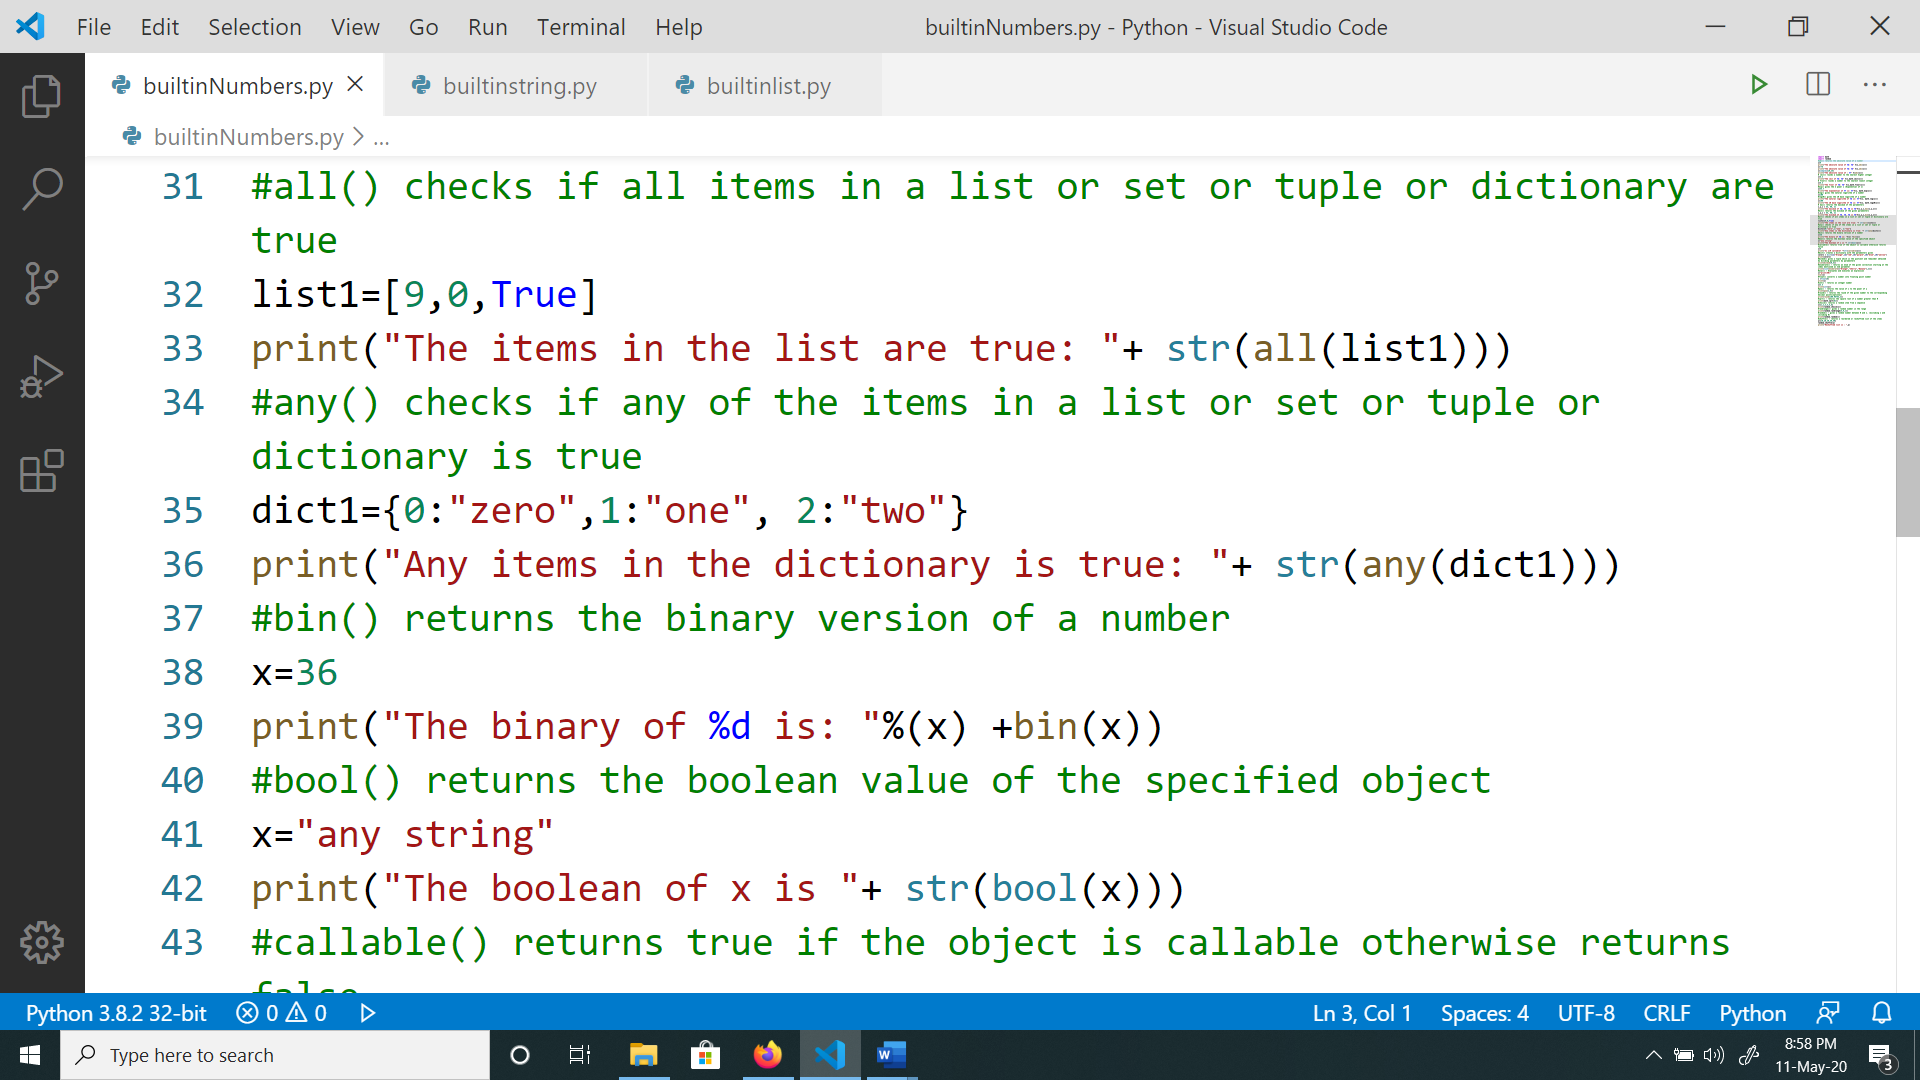 File Edit Selection View Go Run Terminal Help builtinNumbers.py - Python - Visual Studio Code
builtinNumbers.py builtinstring.py builtinlist.py
builtinNumbers.py > ...
31 #all() checks if all items in a list or set or tuple or dictionary are
true
32 list1=[9,0,True]
33 print("The items in the list are true: "+ str(all(list1)))
34 #any() checks if any of the items in a list or set or tuple or
dictionary is true
35 dict1={0:"zero",1:"one", 2:"two"}
36 print("Any items in the dictionary is true: "+ str(any(dict1)))
37 #bin() returns the binary version of a number
38 x=36
39 print("The binary of %d is: "%(x) +bin(x))
40 #bool() returns the boolean value of the specified object
41 x="any string"
42 print("The boolean of x is "+ str(bool(x)))
43 #callable() returns true if the object is callable otherwise returns
false
Python 3.8.2 32-bit 0 0 Ln 3, Col 1 Spaces: 4 UTF-8 CRLF Python
Type here to search
8:58 PM
11-May-20
3